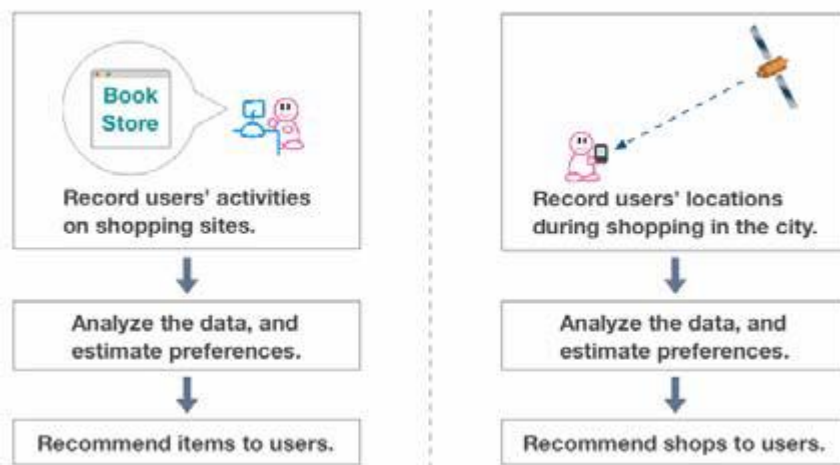 Book
Store
Record users' activities
on shopping sites.
Analyze the data, and
estimate preferences.
Recommend items to users.
Record users' locations
during shopping in the city.
Analyze the data, and
estimate preferences.
Recommend shops to users.